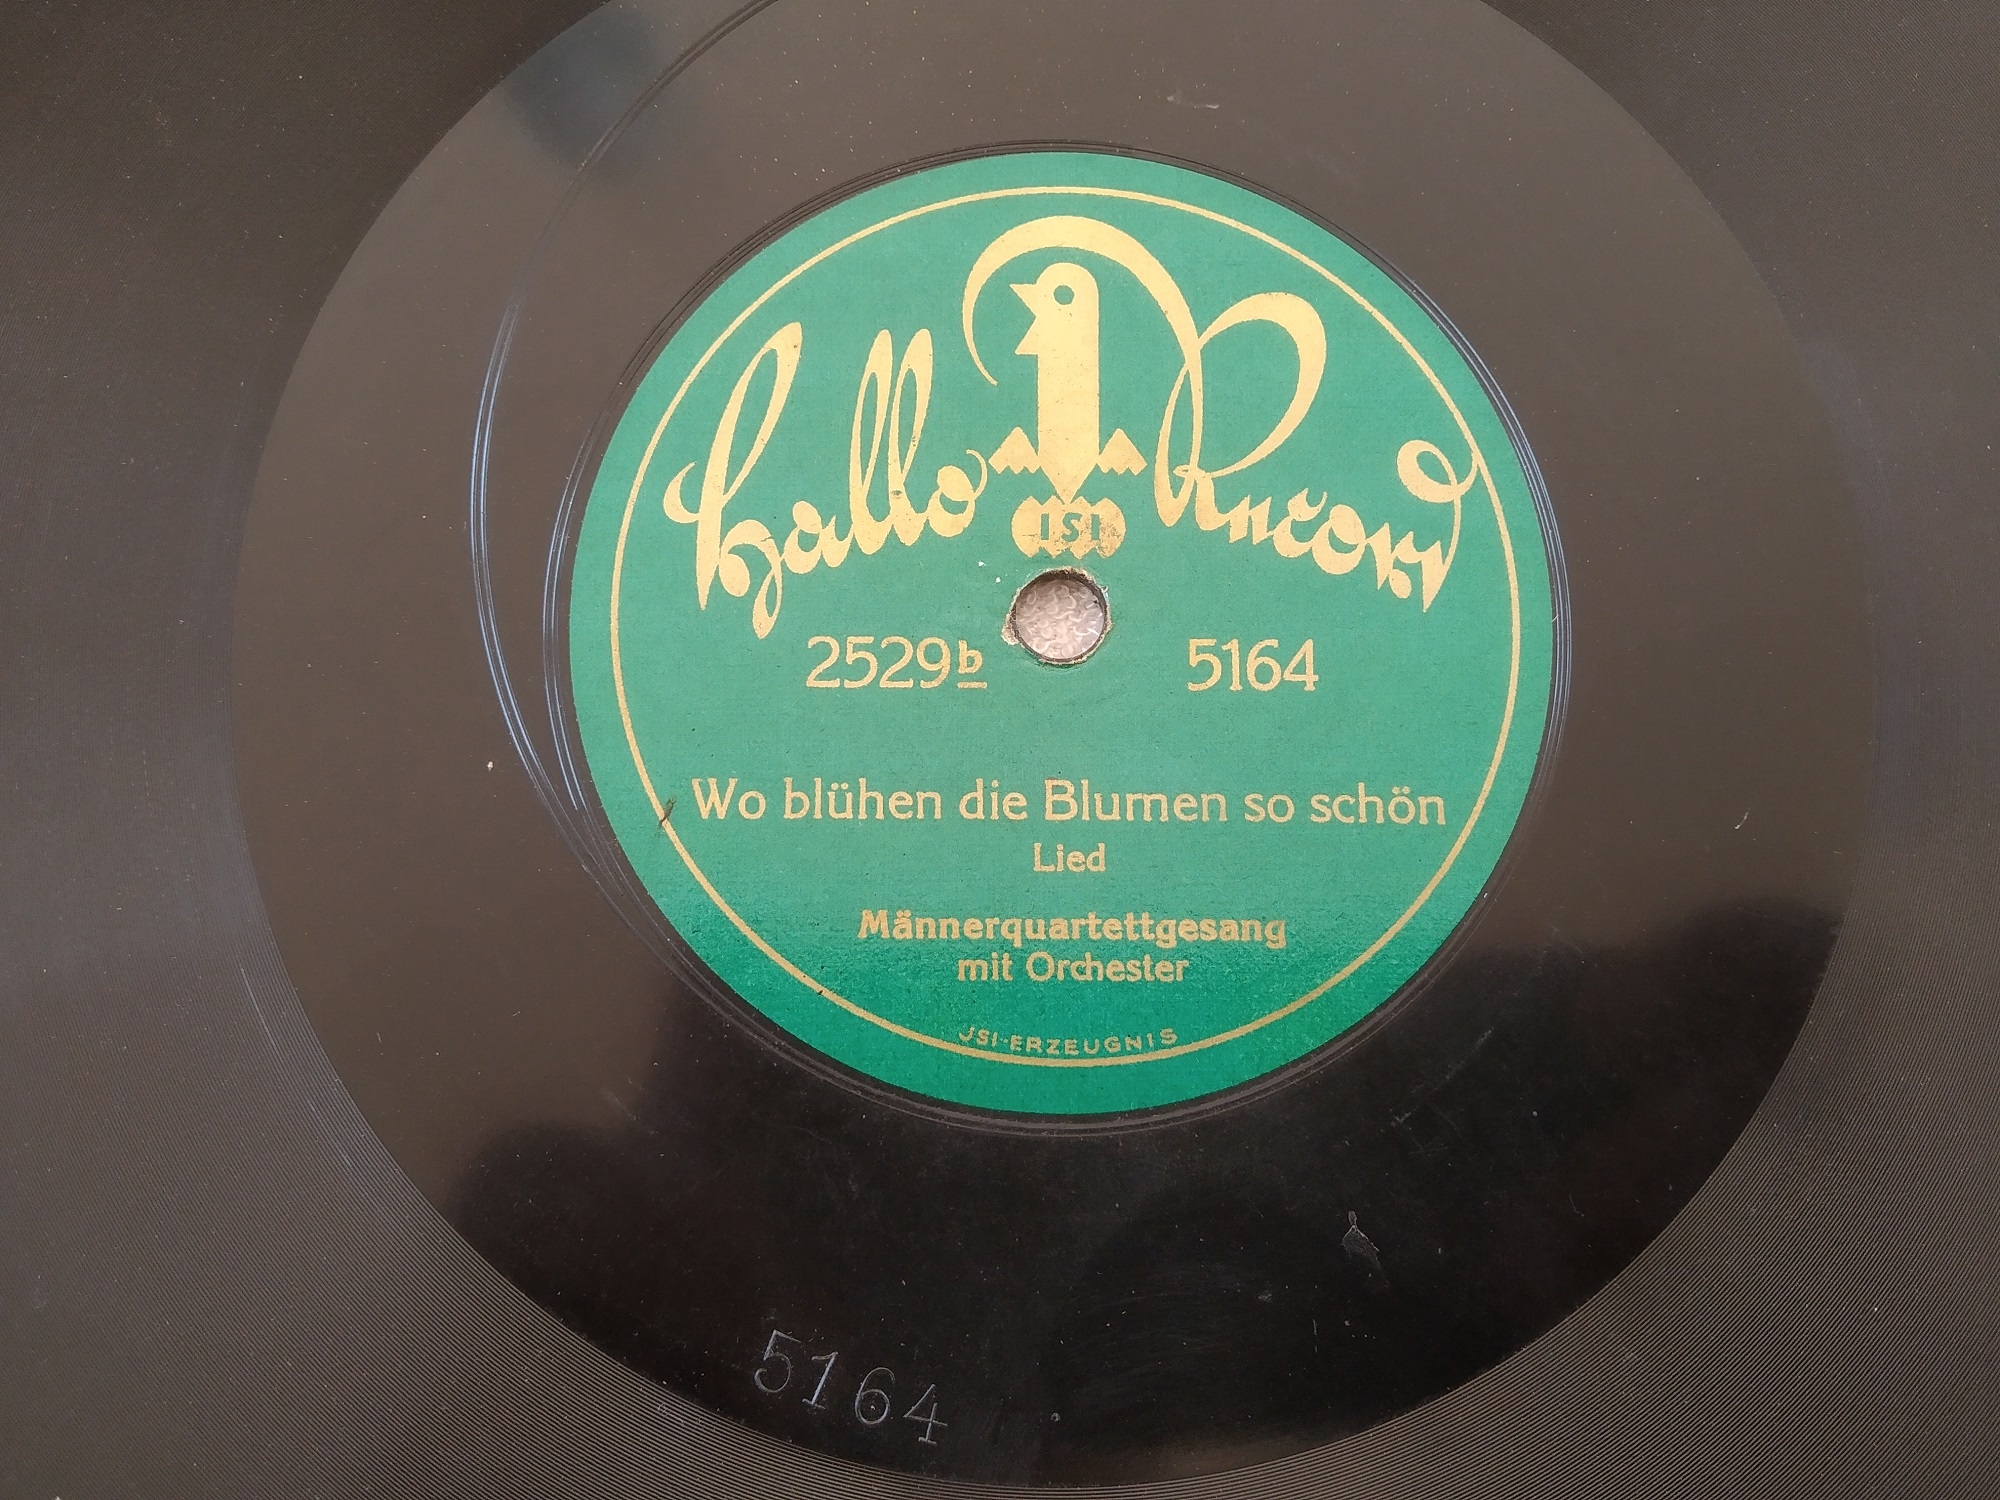 Hallo Record
ISI
2529b 5164
Wo blühen die Blumen so schön
Lied
Männerquartettgesang
mit Orchester
JSI-ERZEUGNIS
5164